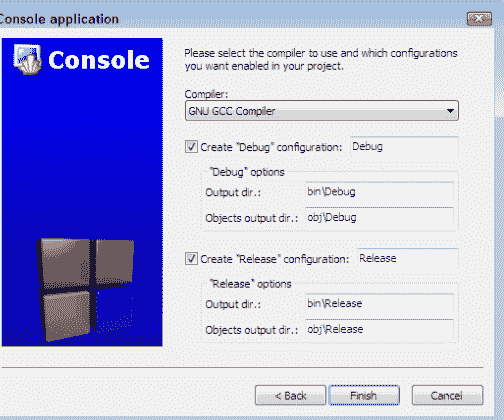 Console application
Console
Please select the compiler to use and which configurations
you want enabled in your project.
Compiler:
GNU GCC Compiler
Create "Debug" configuration: Debug
"Debug" options
Output dir.: bin\Debug
Objects output dir.: obj\Debug
Create "Release" configuration: Release
"Release" options
Output dir.: bin\Release
Objects output dir.: obj\Release
< Back Finish Cancel